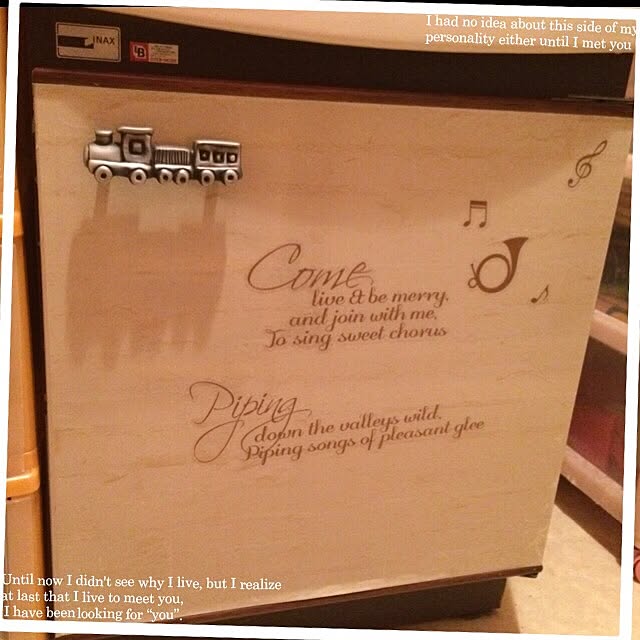 I had no idea about this side of my
personality either until I met you
INAX
LB
Come
live & be merry,
and join with me,
To sing sweet chorus
Piping
down the valleys wild,
Piping songs of pleasant glee
Until now I didn't see why I live, but I realize
at last that I live to meet you,
I have been looking for “you”.